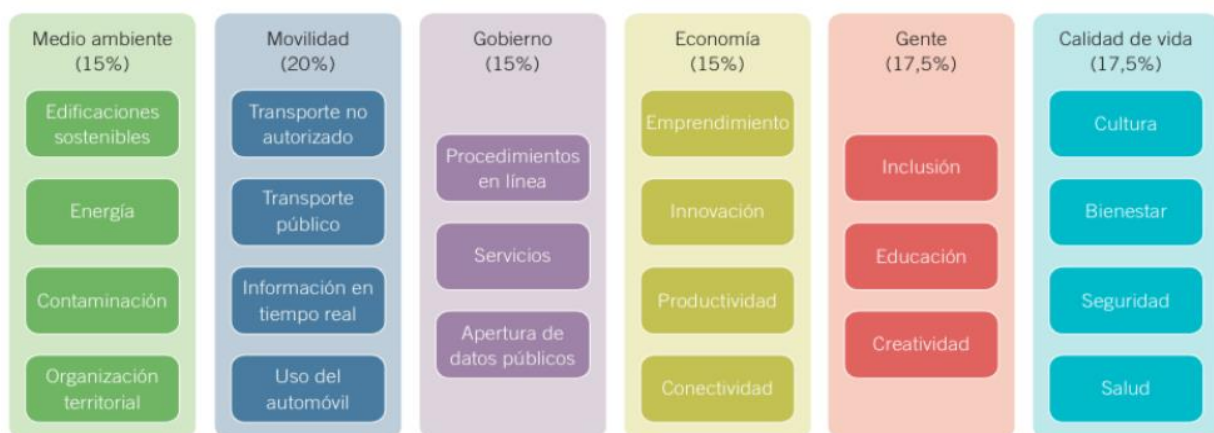 Medio ambiente
(15%)
Edificaciones
sostenibles
Energía
Contaminación
Organización
territorial
Movilidad
(20%)
Transporte no
autorizado
Transporte
público
Información en
tiempo real
Uso del
automóvil
Gobierno
(15%)
Procedimientos
en línea
Servicios
Apertura de
datos públicos
Economía
(15%)
Emprendimiento
Innovación
Productividad
Conectividad
Gente
(17,5%)
Inclusión
Educación
Creatividad
Calidad de vida
(17,5%)
Cultura
Bienestar
Seguridad
Salud